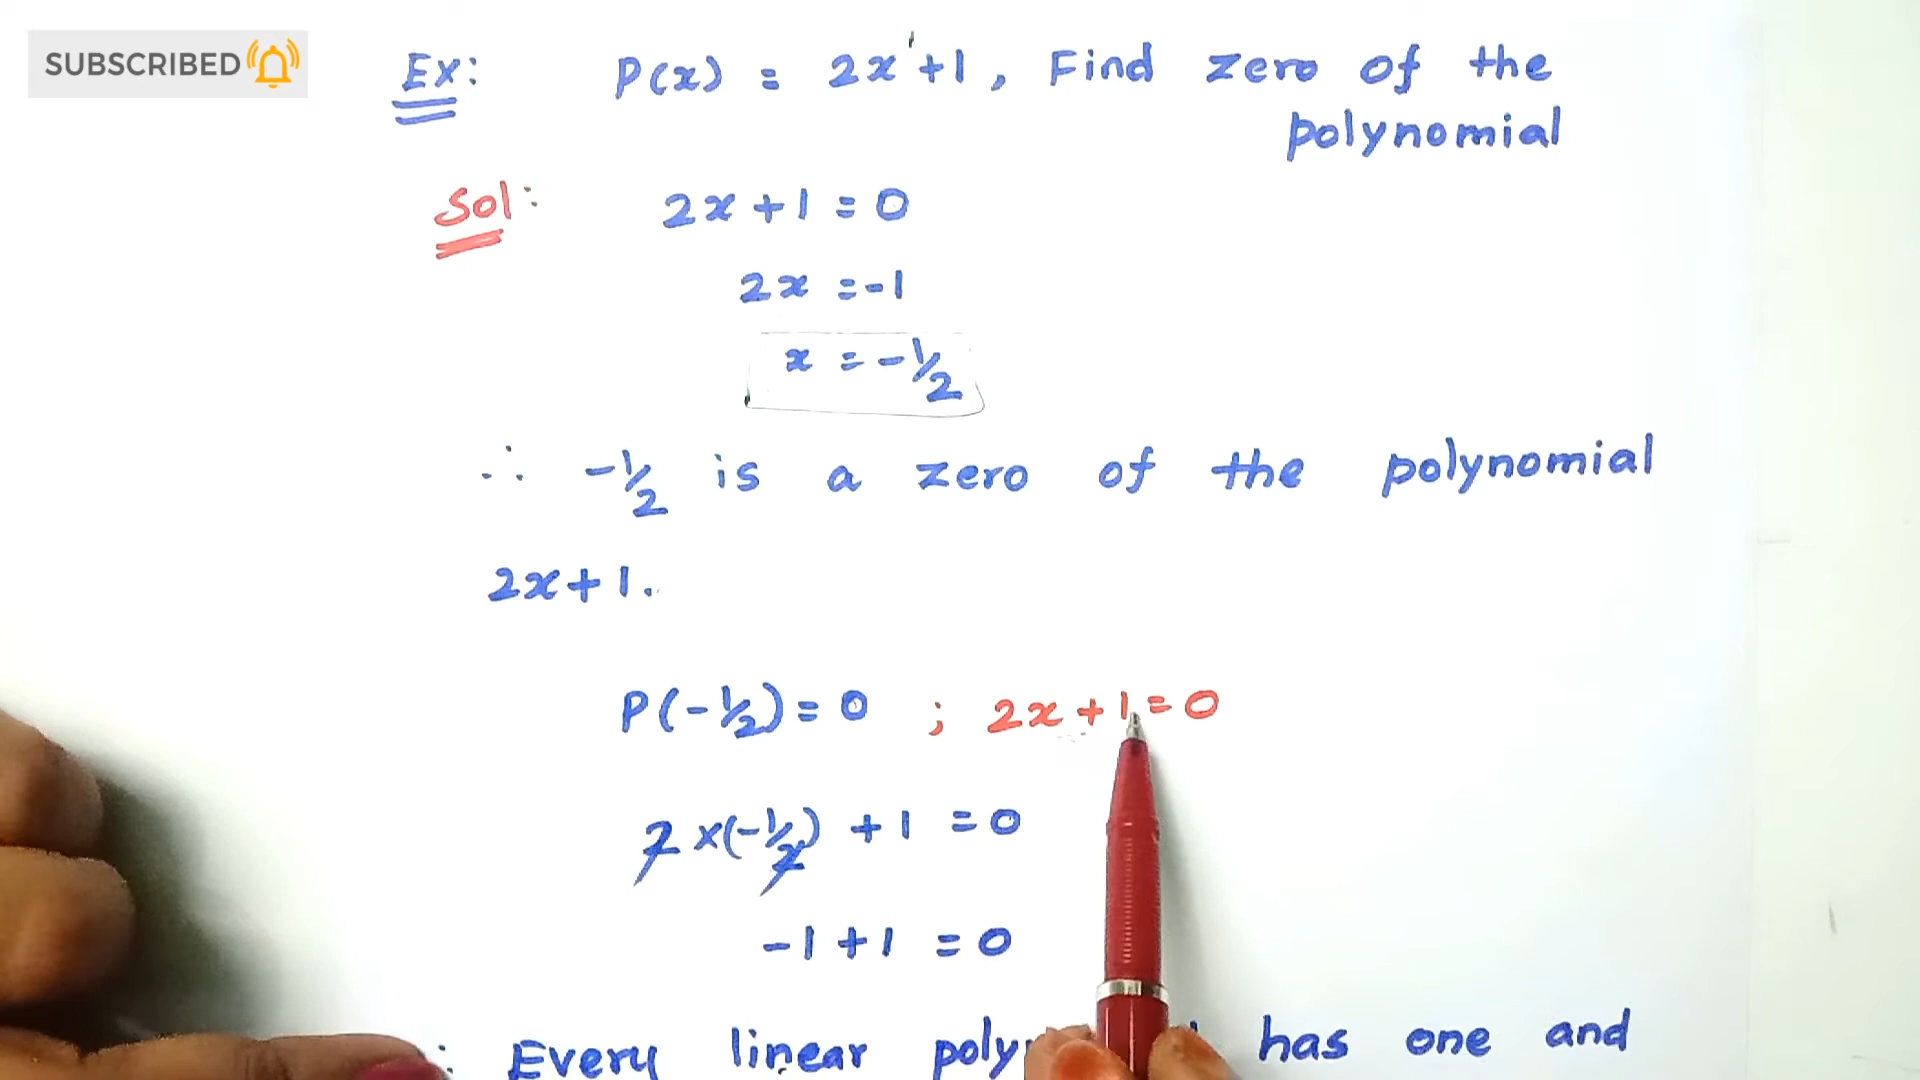 SUBSCRIBED
Ex: P(x) = 2x¹+1, Find zero of the
polynomial
Sol: 2x+1=0
2x=-1
x=-1/2
∴ -1/2 is a zero of the polynomial
2x+1.
P(-1/2)=0 ; 2x+1=0
2×(-1/2)+1=0
-1+1=0
: Every linear has one and